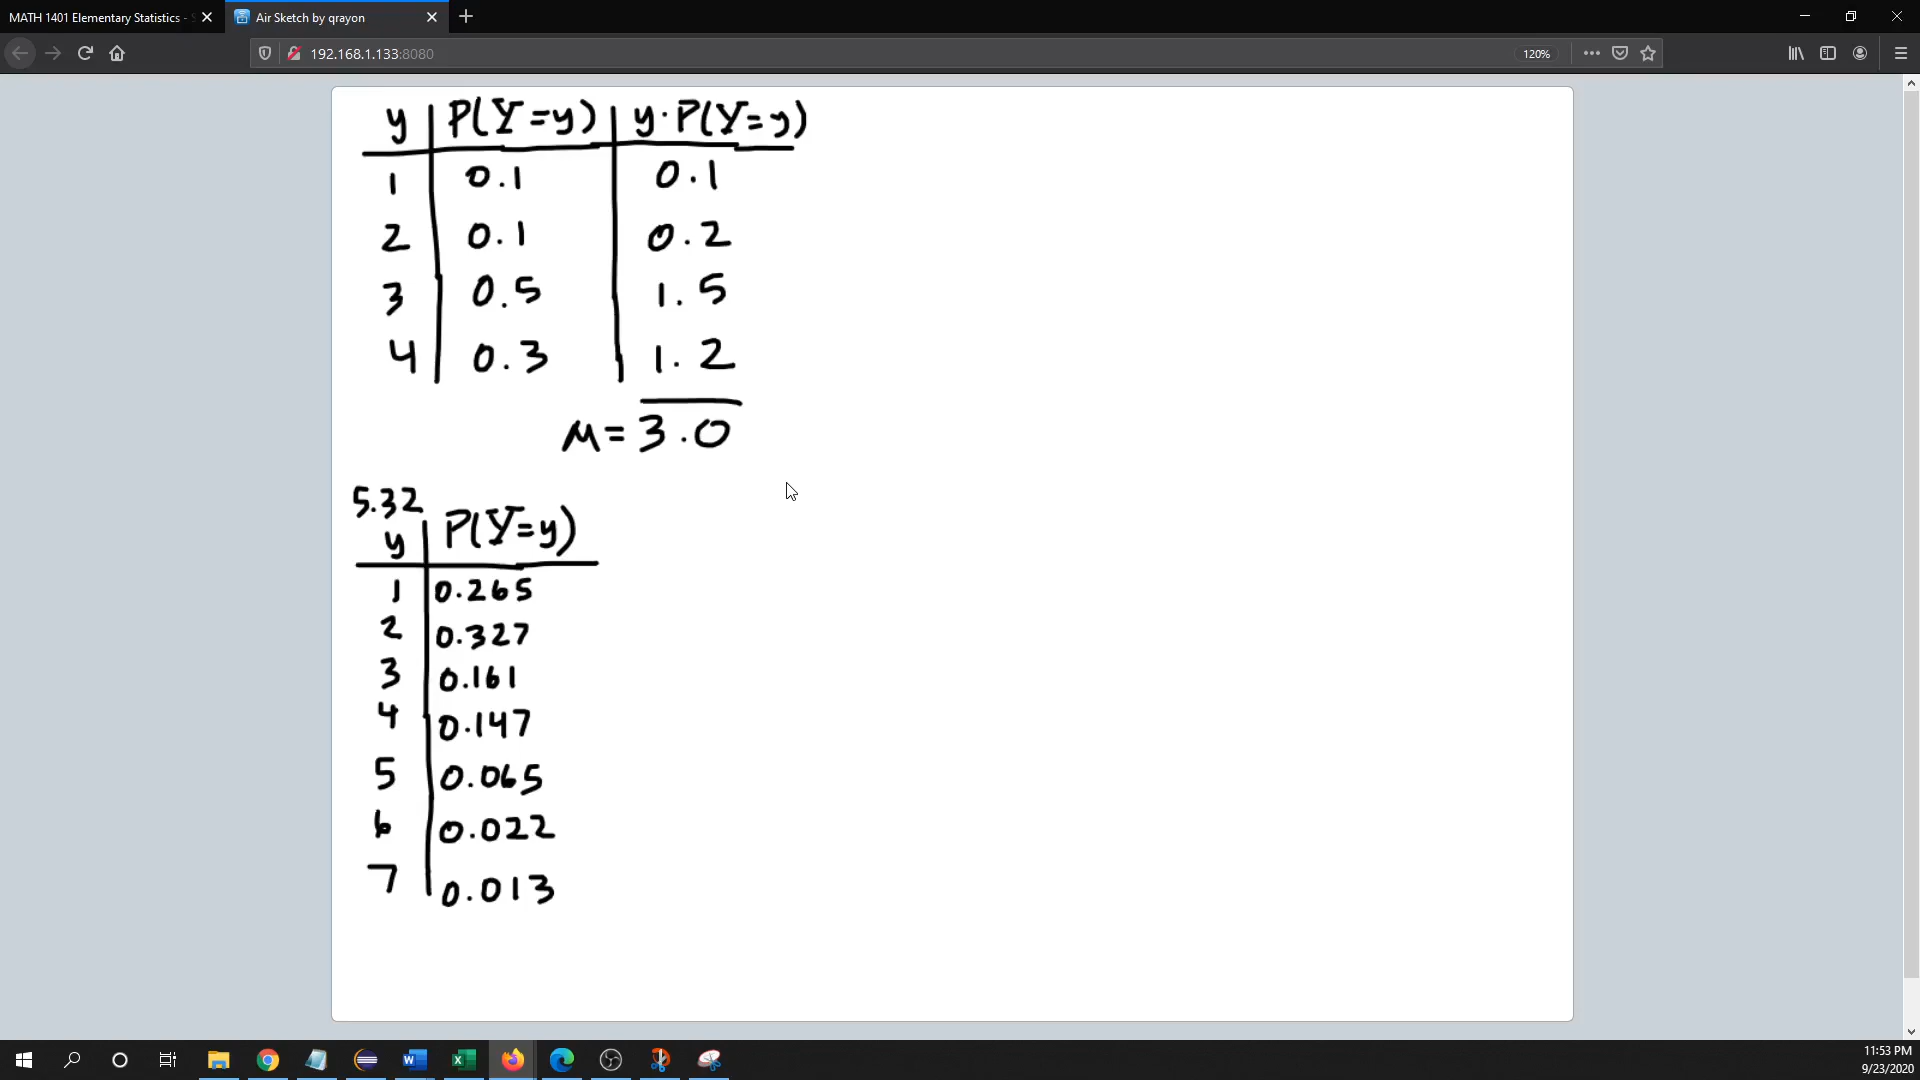 MATH 1401 Elementary Statistics -
Air Sketch by qrayon
192.168.1.133:8080
120%
y P(Y=y) y·P(Y=y)
1 0.1 0.1
2 0.1 0.2
3 0.5 1.5
4 0.3 1.2
μ= 3.0
5.32
y P(Y=y)
1 0.265
2 0.327
3 0.161
4 0.147
5 0.065
6 0.022
7 0.013
11:53 PM
9/23/2020